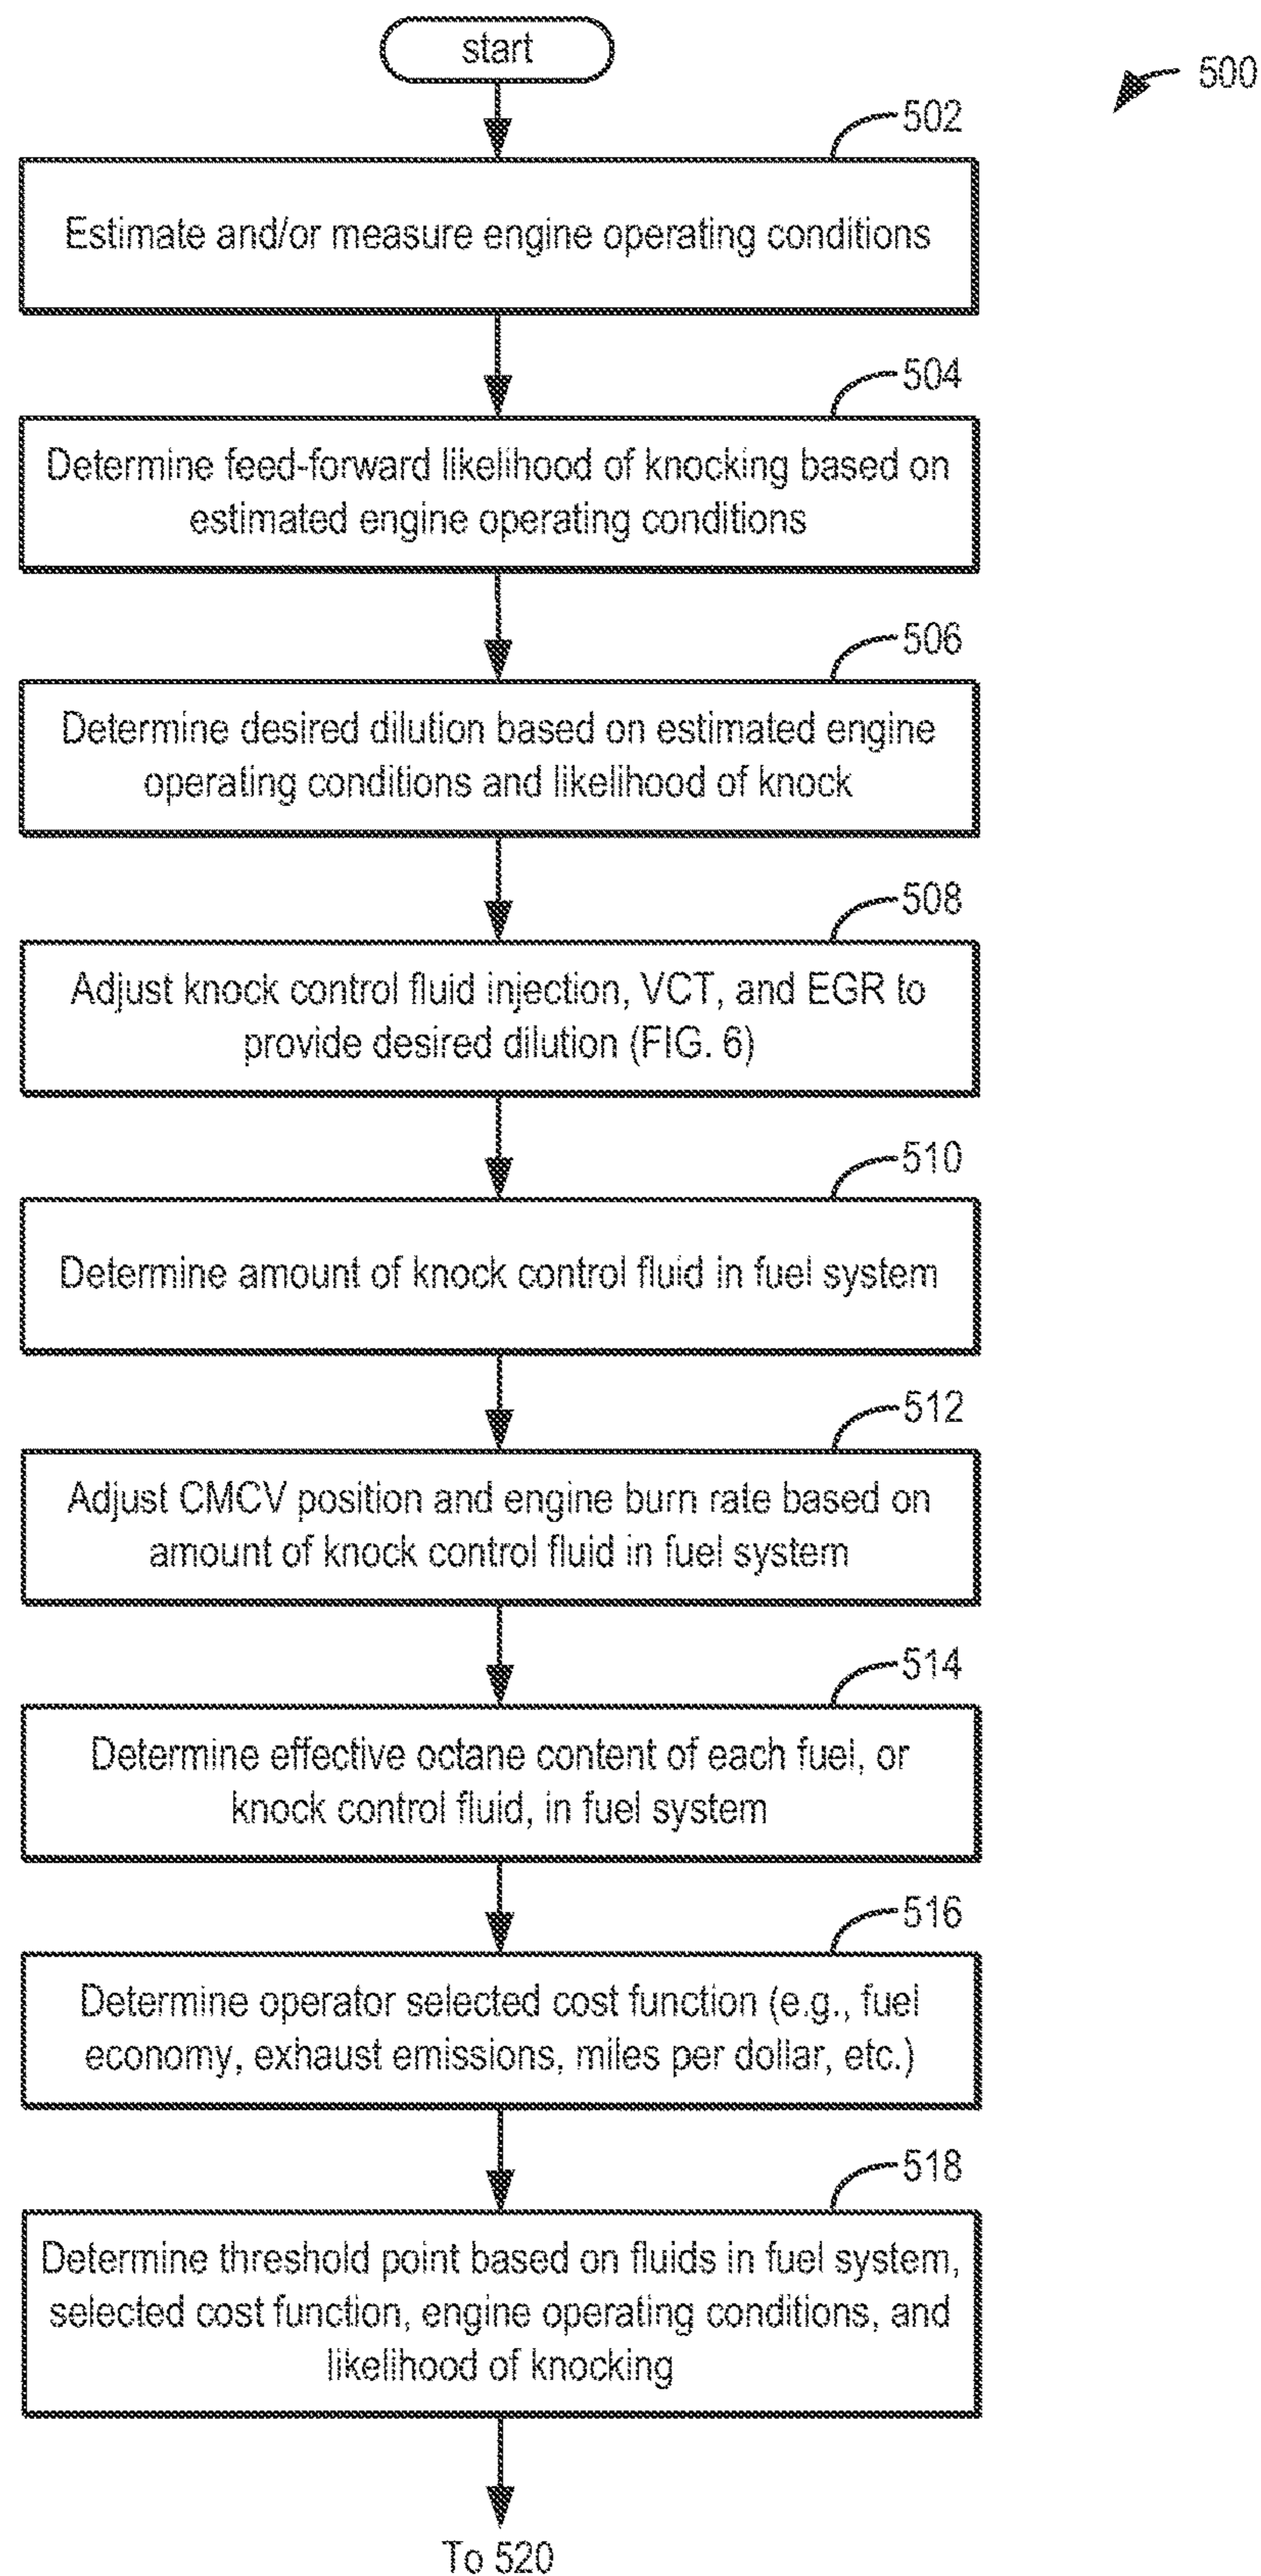 start
500
502
Estimate and/or measure engine operating conditions
504
Determine feed-forward likelihood of knocking based on
estimated engine operating conditions
506
Determine desired dilution based on estimated engine
operating conditions and likelihood of knock
508
Adjust knock control fluid injection, VCT, and EGR to
provide desired dilution (FIG. 6)
510
Determine amount of knock control fluid in fuel system
512
Adjust CMCV position and engine burn rate based on
amount of knock control fluid in fuel system
514
Determine effective octane content of each fuel, or
knock control fluid, in fuel system
516
Determine operator selected cost function (e.g., fuel
economy, exhaust emissions, miles per dollar, etc.)
518
Determine threshold point based on fluids in fuel system,
selected cost function, engine operating conditions, and
likelihood of knocking
To 520